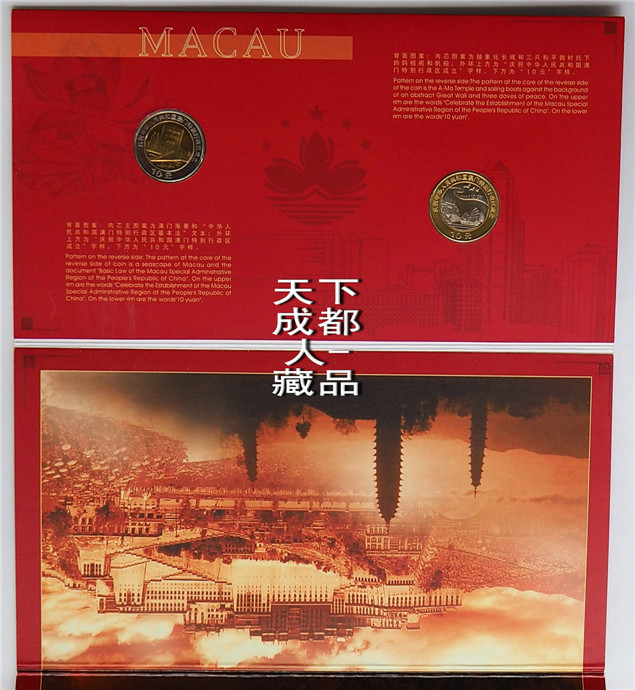 MACAU
背面图案：内芯图案为抽象化长城和三只和平鸽衬托下
的妈祖阁和帆船；外环上方为“庆祝中华人民共和国澳
门特别行政区成立”字样，下方为“10元”字样。
Pattern on the reverse side:The pattern at the core of the reverse
side of the coin is the A-Ma Temple and sailing boats against the background
of an abstract Great Wall and three doves of peace. On the upper
rim are the words "Celebrate the Establishment of the Macau Special
Administrative Region of the People's Republic of China". On the lower
rim are the words"10 yuan".
10元
10元
背面图案：内芯主图案为澳门海景和“中华人
民共和国澳门特别行政区基本法”文本；外环
上方为“庆祝中华人民共和国澳门特别行政区
成立”字样，下方为“10元”字样。
Pattern on the reverse side: The pattern at the core of the
reverse side of coin is a seascape of Macau and the
document "Basic Law of the Macau Special Administrative
Region of the People's Republic of China". On the upper
rim are the words "Celebrate the Establishment of the Macau
Special Administrative Region of the People's Republic of
China". On the lower rim are the words"10 yuan".
天下
成都
人-
藏品